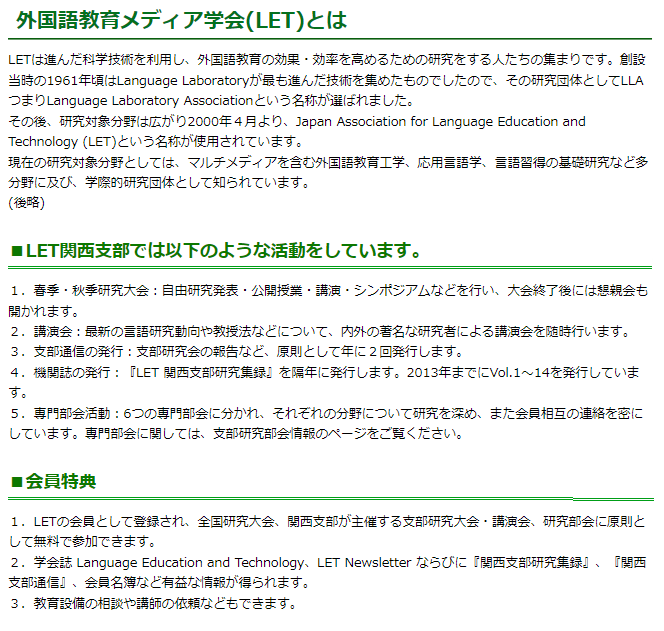 外国語教育メディア学会(LET)とは
LETは進んだ科学技術を利用し、外国語教育の効果・効率を高めるための研究をする人たちの集まりです。創設
当時の1961年頃はLanguage Laboratoryが最も進んだ技術を集めたものでしたので、その研究団体としてLLA
つまりLanguage Laboratory Associationという名称が選ばれました。
その後、研究対象分野は広がり2000年４月より、Japan Association for Language Education and
Technology (LET)という名称が使用されています。
現在の研究対象分野としては、マルチメディアを含む外国語教育工学、応用言語学、言語習得の基礎研究など多
分野に及び、学際的研究団体として知られています。
(後略)
■LET関西支部では以下のような活動をしています。
１．春季・秋季研究大会：自由研究発表・公開授業・講演・シンポジアムなどを行い、大会終了後には懇親会も
開かれます。
２．講演会：最新の言語研究動向や教授法などについて、内外の著名な研究者による講演会を随時行います。
３．支部通信の発行：支部研究会の報告など、原則として年に２回発行します。
４．機関誌の発行：『LET 関西支部研究集録』を隔年に発行します。2013年までにVol.1～14を発行していま
す。
５．専門部会活動：6つの専門部会に分かれ、それぞれの分野について研究を深め、また会員相互の連絡を密に
しています。専門部会に関しては、支部研究部会情報のページをご覧ください。
■会員特典
１．LETの会員として登録され、全国研究大会、関西支部が主催する支部研究大会・講演会、研究部会に原則と
して無料で参加できます。
２．学会誌 Language Education and Technology、LET Newsletter ならびに『関西支部研究集録』、『関西
支部通信』、会員名簿など有益な情報が得られます。
３．教育設備の相談や講師の依頼などもできます。